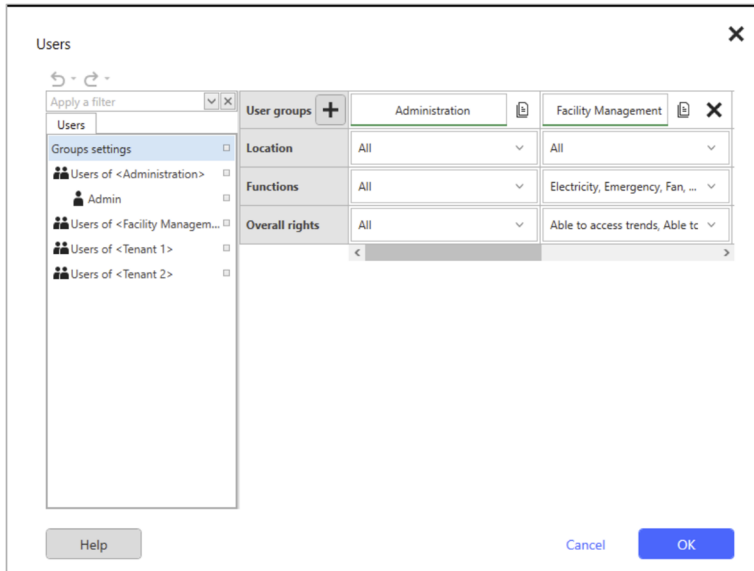 Users
Apply a filter
Users
Groups settings
Users of <Administration>
Admin
Users of <Facility Managem...
Users of <Tenant 1>
Users of <Tenant 2>
User groups Administration Facility Management
Location All All
Functions All Electricity, Emergency, Fan, ...
Overall rights All Able to access trends, Able tc
Help Cancel OK